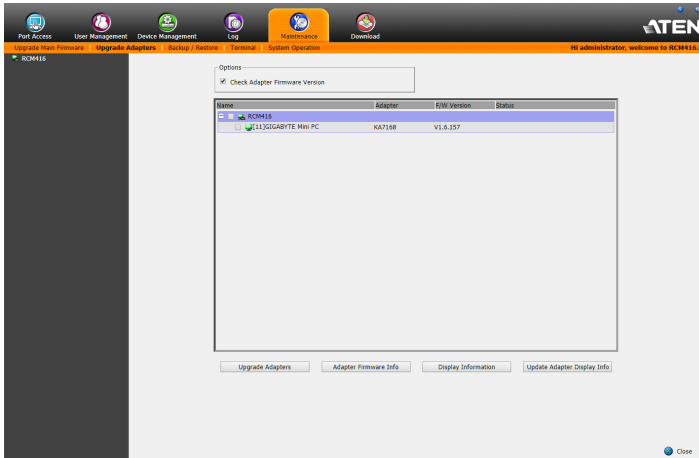 Port Access User Management Device Management Log Maintenance Download
ATEN
Upgrade Main Firmware Upgrade Adapters Backup / Restore Terminal System Operation Hi administrator, welcome to RCM416.
RCM416
Options
Check Adapter Firmware Version
Name Adapter F/W Version Status
RCM416
[11]GIGABYTE Mini PC KA7168 V1.6.157
Upgrade Adapters Adapter Firmware Info Display Information Update Adapter Display Info
Close